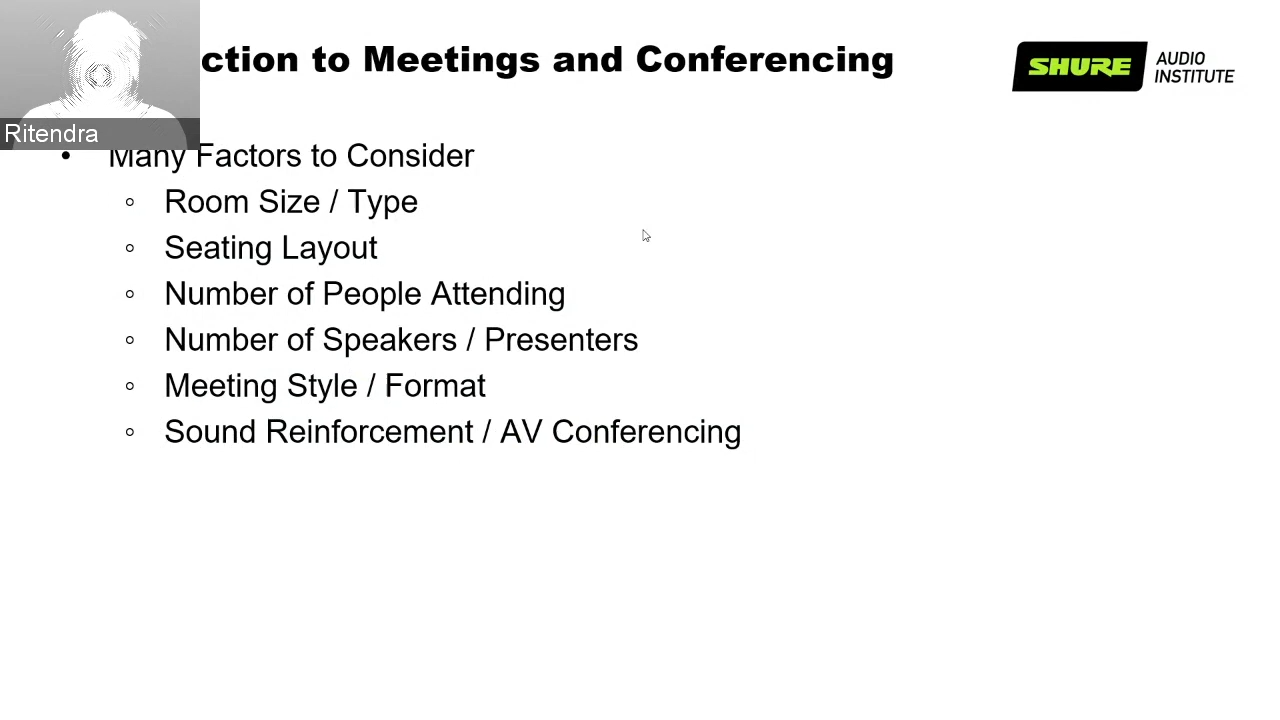 ction to Meetings and Conferencing
SHURE AUDIO INSTITUTE
Ritendra
• Many Factors to Consider
◦ Room Size / Type
◦ Seating Layout
◦ Number of People Attending
◦ Number of Speakers / Presenters
◦ Meeting Style / Format
◦ Sound Reinforcement / AV Conferencing